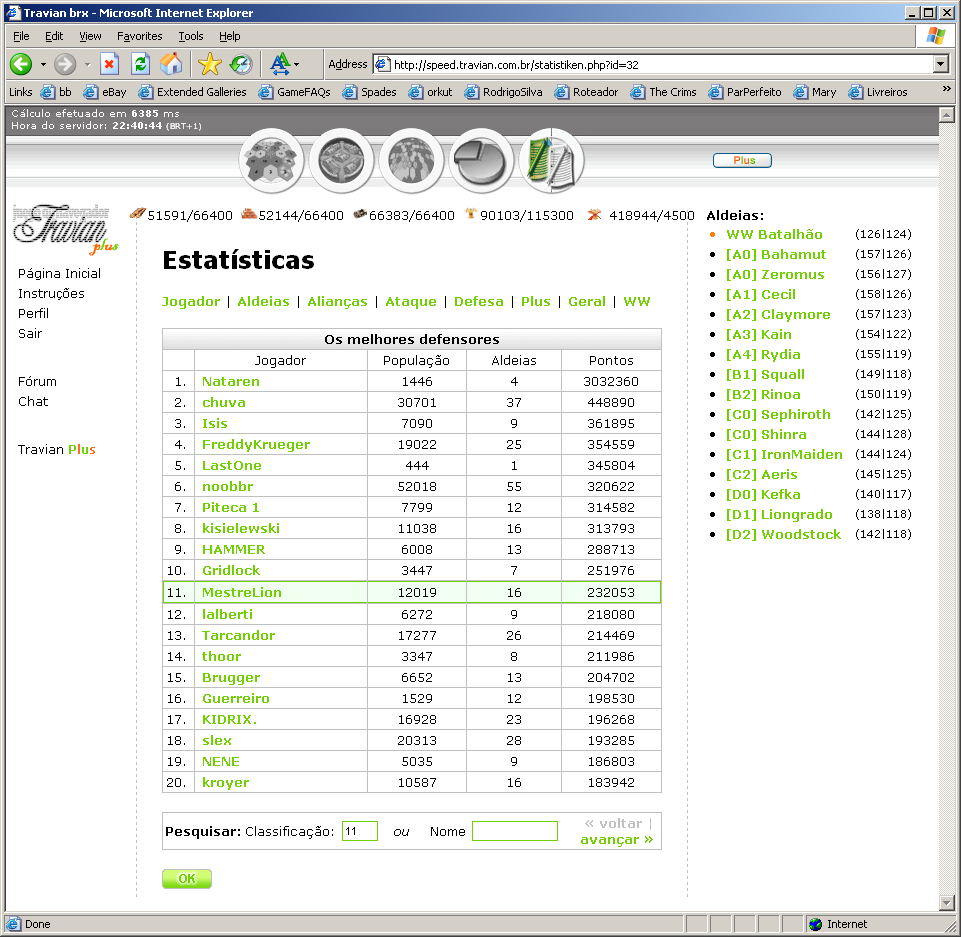 Travian brx - Microsoft Internet Explorer
File Edit View Favorites Tools Help
Address http://speed.travian.com.br/statistiken.php?id=32
Links bb eBay Extended Galleries GameFAQs Spades orkut RodrigoSilva Roteador The Crims ParPerfeito Mary Livreiros »
Cálculo efetuado em 6385 ms
Hora do servidor: 22:40:44 (BRT+1)
Plus
Travian plus
51591/66400 52144/66400 66383/66400 90103/115300 418944/4500
Página Inicial
Instruções
Perfil
Sair
Fórum
Chat
Travian Plus
Estatísticas
Jogador | Aldeias | Alianças | Ataque | Defesa | Plus | Geral | WW
Os melhores defensores
Jogador População Aldeias Pontos
1. Nataren 1446 4 3032360
2. chuva 30701 37 448890
3. Isis 7090 9 361895
4. FreddyKrueger 19022 25 354559
5. LastOne 444 1 345804
6. noobbr 52018 55 320622
7. Piteca 1 7799 12 314582
8. kisielewski 11038 16 313793
9. HAMMER 6008 13 288713
10. Gridlock 3447 7 251976
11. MestreLion 12019 16 232053
12. lalberti 6272 9 218080
13. Tarcandor 17277 26 214469
14. thoor 3347 8 211986
15. Brugger 6652 13 204702
16. Guerreiro 1529 12 198530
17. KIDRIX. 16928 23 196268
18. slex 20313 28 193285
19. NENE 5035 9 186803
20. kroyer 10587 16 183942
Pesquisar: Classificação: 11 ou Nome « voltar |
avançar »
OK
Aldeias:
WW Batalhão (126|124)
[A0] Bahamut (157|126)
[A0] Zeromus (156|127)
[A1] Cecil (158|126)
[A2] Claymore (157|123)
[A3] Kain (154|122)
[A4] Rydia (155|119)
[B1] Squall (149|118)
[B2] Rinoa (150|119)
[C0] Sephiroth (142|125)
[C0] Shinra (144|128)
[C1] IronMaiden (144|124)
[C2] Aeris (145|125)
[D0] Kefka (140|117)
[D1] Liongrado (138|118)
[D2] Woodstock (142|118)
Done Internet